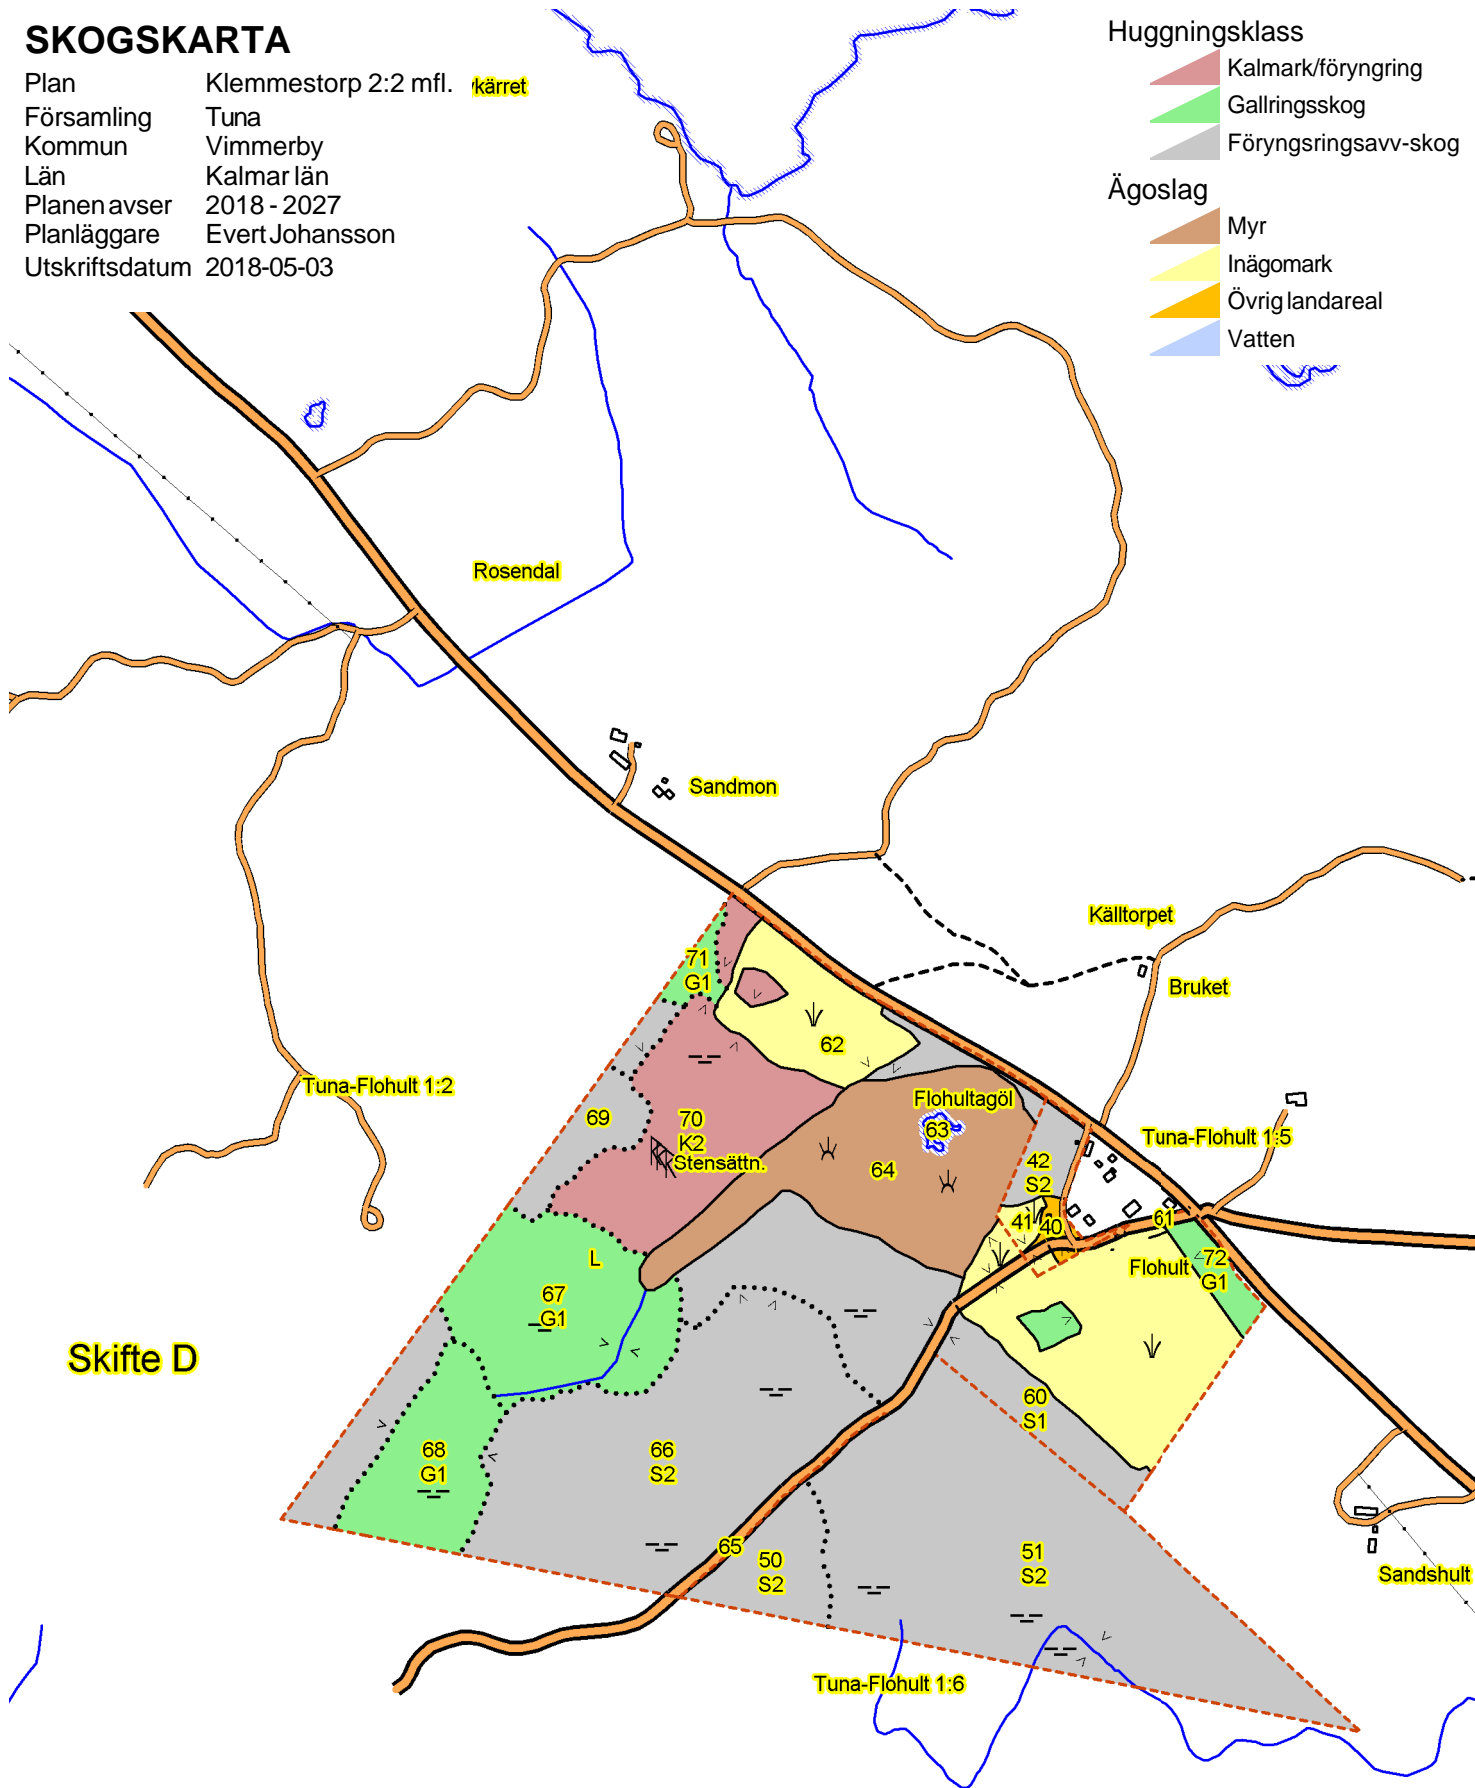 SKOGSKARTA
Plan Klemmestorp 2:2 mfl.
Församling Tuna
Kommun Vimmerby
Län Kalmar län
Planen avser 2018 - 2027
Planläggare Evert Johansson
Utskriftsdatum 2018-05-03
Huggningsklass
Kalmark/föryngring
Gallringsskog
Föryngsringsavv-skog
Ägoslag
Myr
Inägomark
Övrig landareal
Vatten
kärret
Rosendal
Sandmon
Källtorpet
Bruket
71
G1
62
Tuna-Flohult 1:2
Flohultagöl
63
69
70
K2
Stensättn.
64
42
S2
Tuna-Flohult 1:5
41
40
61
Flohult
72
G1
L
67
G1
Skifte D
60
S1
68
G1
66
S2
65
50
S2
51
S2
Sandshult
Tuna-Flohult 1:6